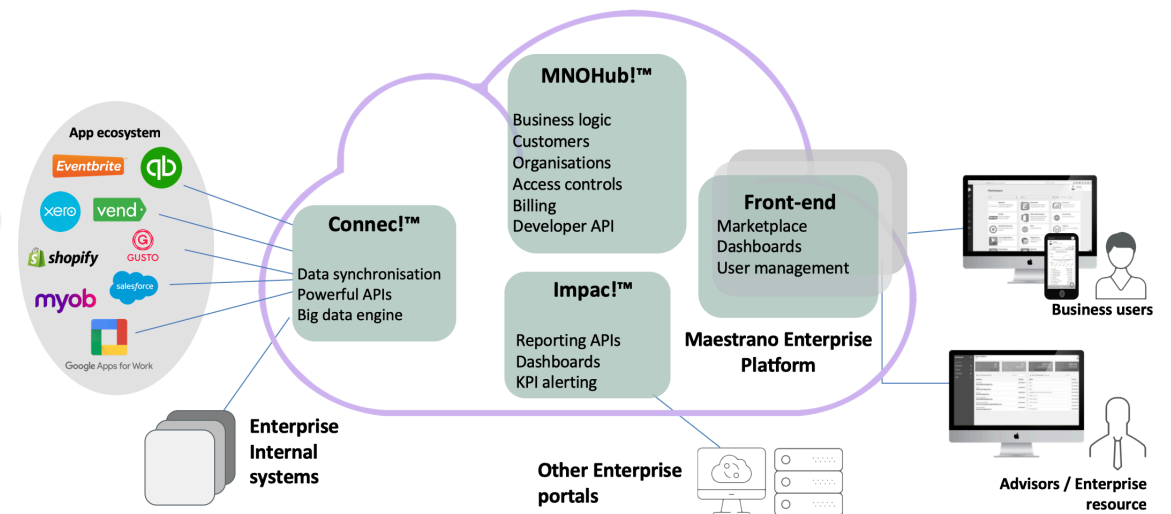 App ecosystem
Eventbrite
qb
xero
vend
shopify
G
GUSTO
myob
salesforce
Google Apps for Work
Connec!™
Data synchronisation
Powerful APIs
Big data engine
Enterprise
Internal
systems
MNOHub!™
Business logic
Customers
Organisations
Access controls
Billing
Developer API
Impac!™
Reporting APIs
Dashboards
KPI alerting
Front-end
Marketplace
Dashboards
User management
Maestrano Enterprise
Platform
Other Enterprise
portals
Business users
Advisors / Enterprise
resource